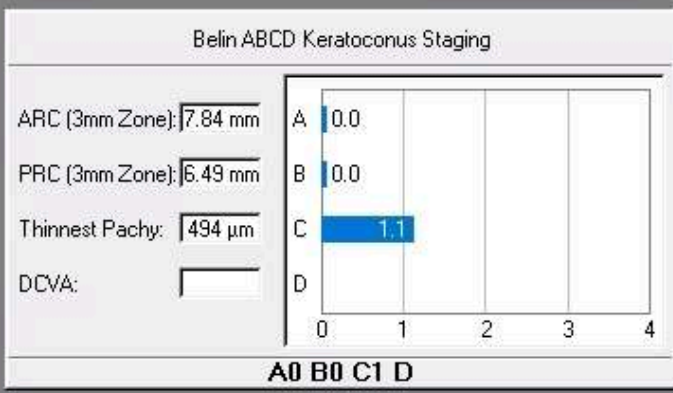 Belin ABCD Keratoconus Staging
ARC (3mm Zone): 7.84 mm
PRC (3mm Zone): 6.49 mm
Thinnest Pachy: 494 µm
DCVA:
A 0.0
B 0.0
C 1.1
D
0 1 2 3 4
A0 B0 C1 D